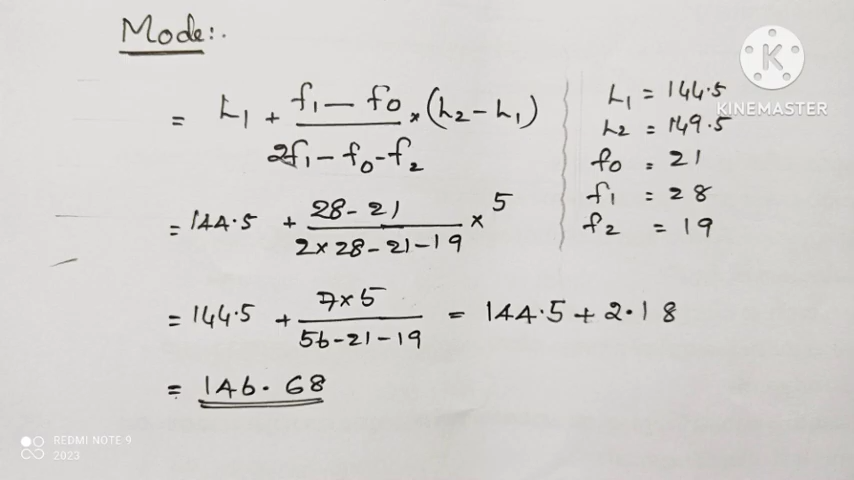 Mode:.
= L1 + f1 - f0 / 2f1 - f0 - f2 × (L2 - L1)
L1 = 144.5
L2 = 149.5
f0 = 21
f1 = 28
f2 = 19
= 144.5 + 28 - 21 / 2 × 28 - 21 - 19 × 5
= 144.5 + 7 × 5 / 56 - 21 - 19 = 144.5 + 2.18
= 146.68
K
KINEMASTER
REDMI NOTE 9
2023